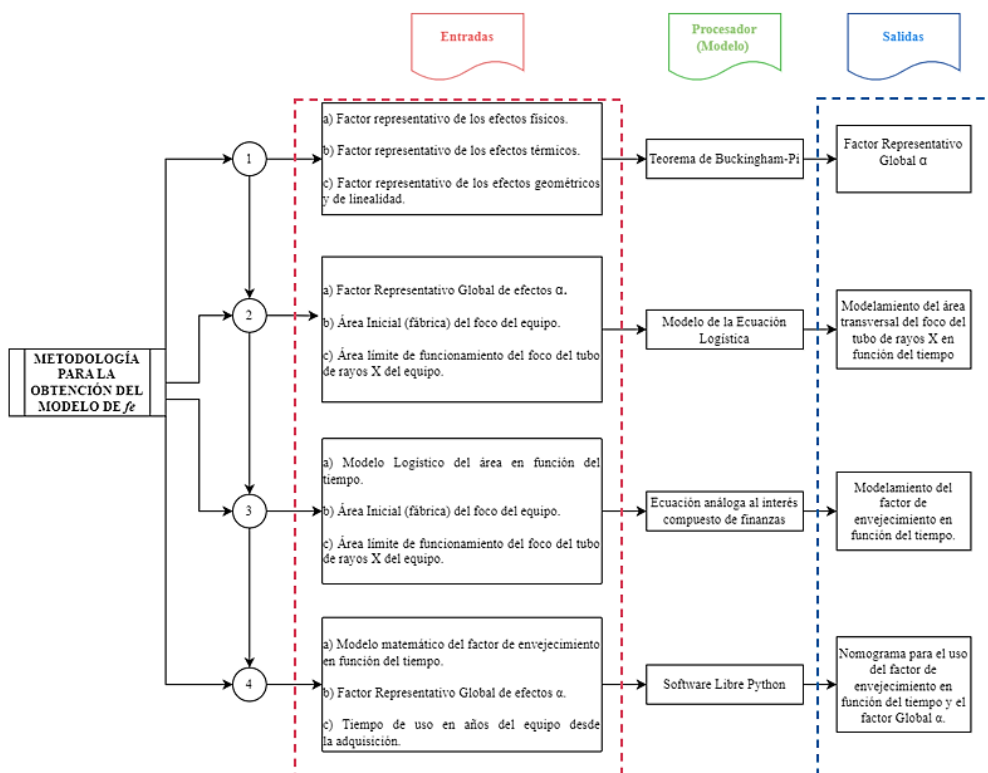 Entradas
Procesador
(Modelo)
Salidas
METODOLOGÍA
PARA LA
OBTENCIÓN DEL
MODELO DE fe
1
a) Factor representativo de los efectos físicos.
b) Factor representativo de los efectos térmicos.
c) Factor representativo de los efectos geométricos
y de linealidad.
Teorema de Buckingham-Pi
Factor Representativo
Global α
2
a) Factor Representativo Global de efectos α.
b) Área Inicial (fábrica) del foco del equipo.
c) Área límite de funcionamiento del foco del tubo
de rayos X del equipo.
Modelo de la Ecuación
Logística
Modelamiento del área
transversal del foco del
tubo de rayos X en
función del tiempo
3
a) Modelo Logístico del área en función del
tiempo.
b) Área Inicial (fábrica) del foco del equipo.
c) Área límite de funcionamiento del foco del tubo
de rayos X del equipo.
Ecuación análoga al interés
compuesto de finanzas
Modelamiento del
factor de
envejecimiento en
función del tiempo.
4
a) Modelo matemático del factor de envejecimiento
en función del tiempo.
b) Factor Representativo Global de efectos α.
c) Tiempo de uso en años del equipo desde
la adquisición.
Software Libre Python
Nomograma para el uso
del factor de
envejecimiento en
función del tiempo y el
factor Global α.